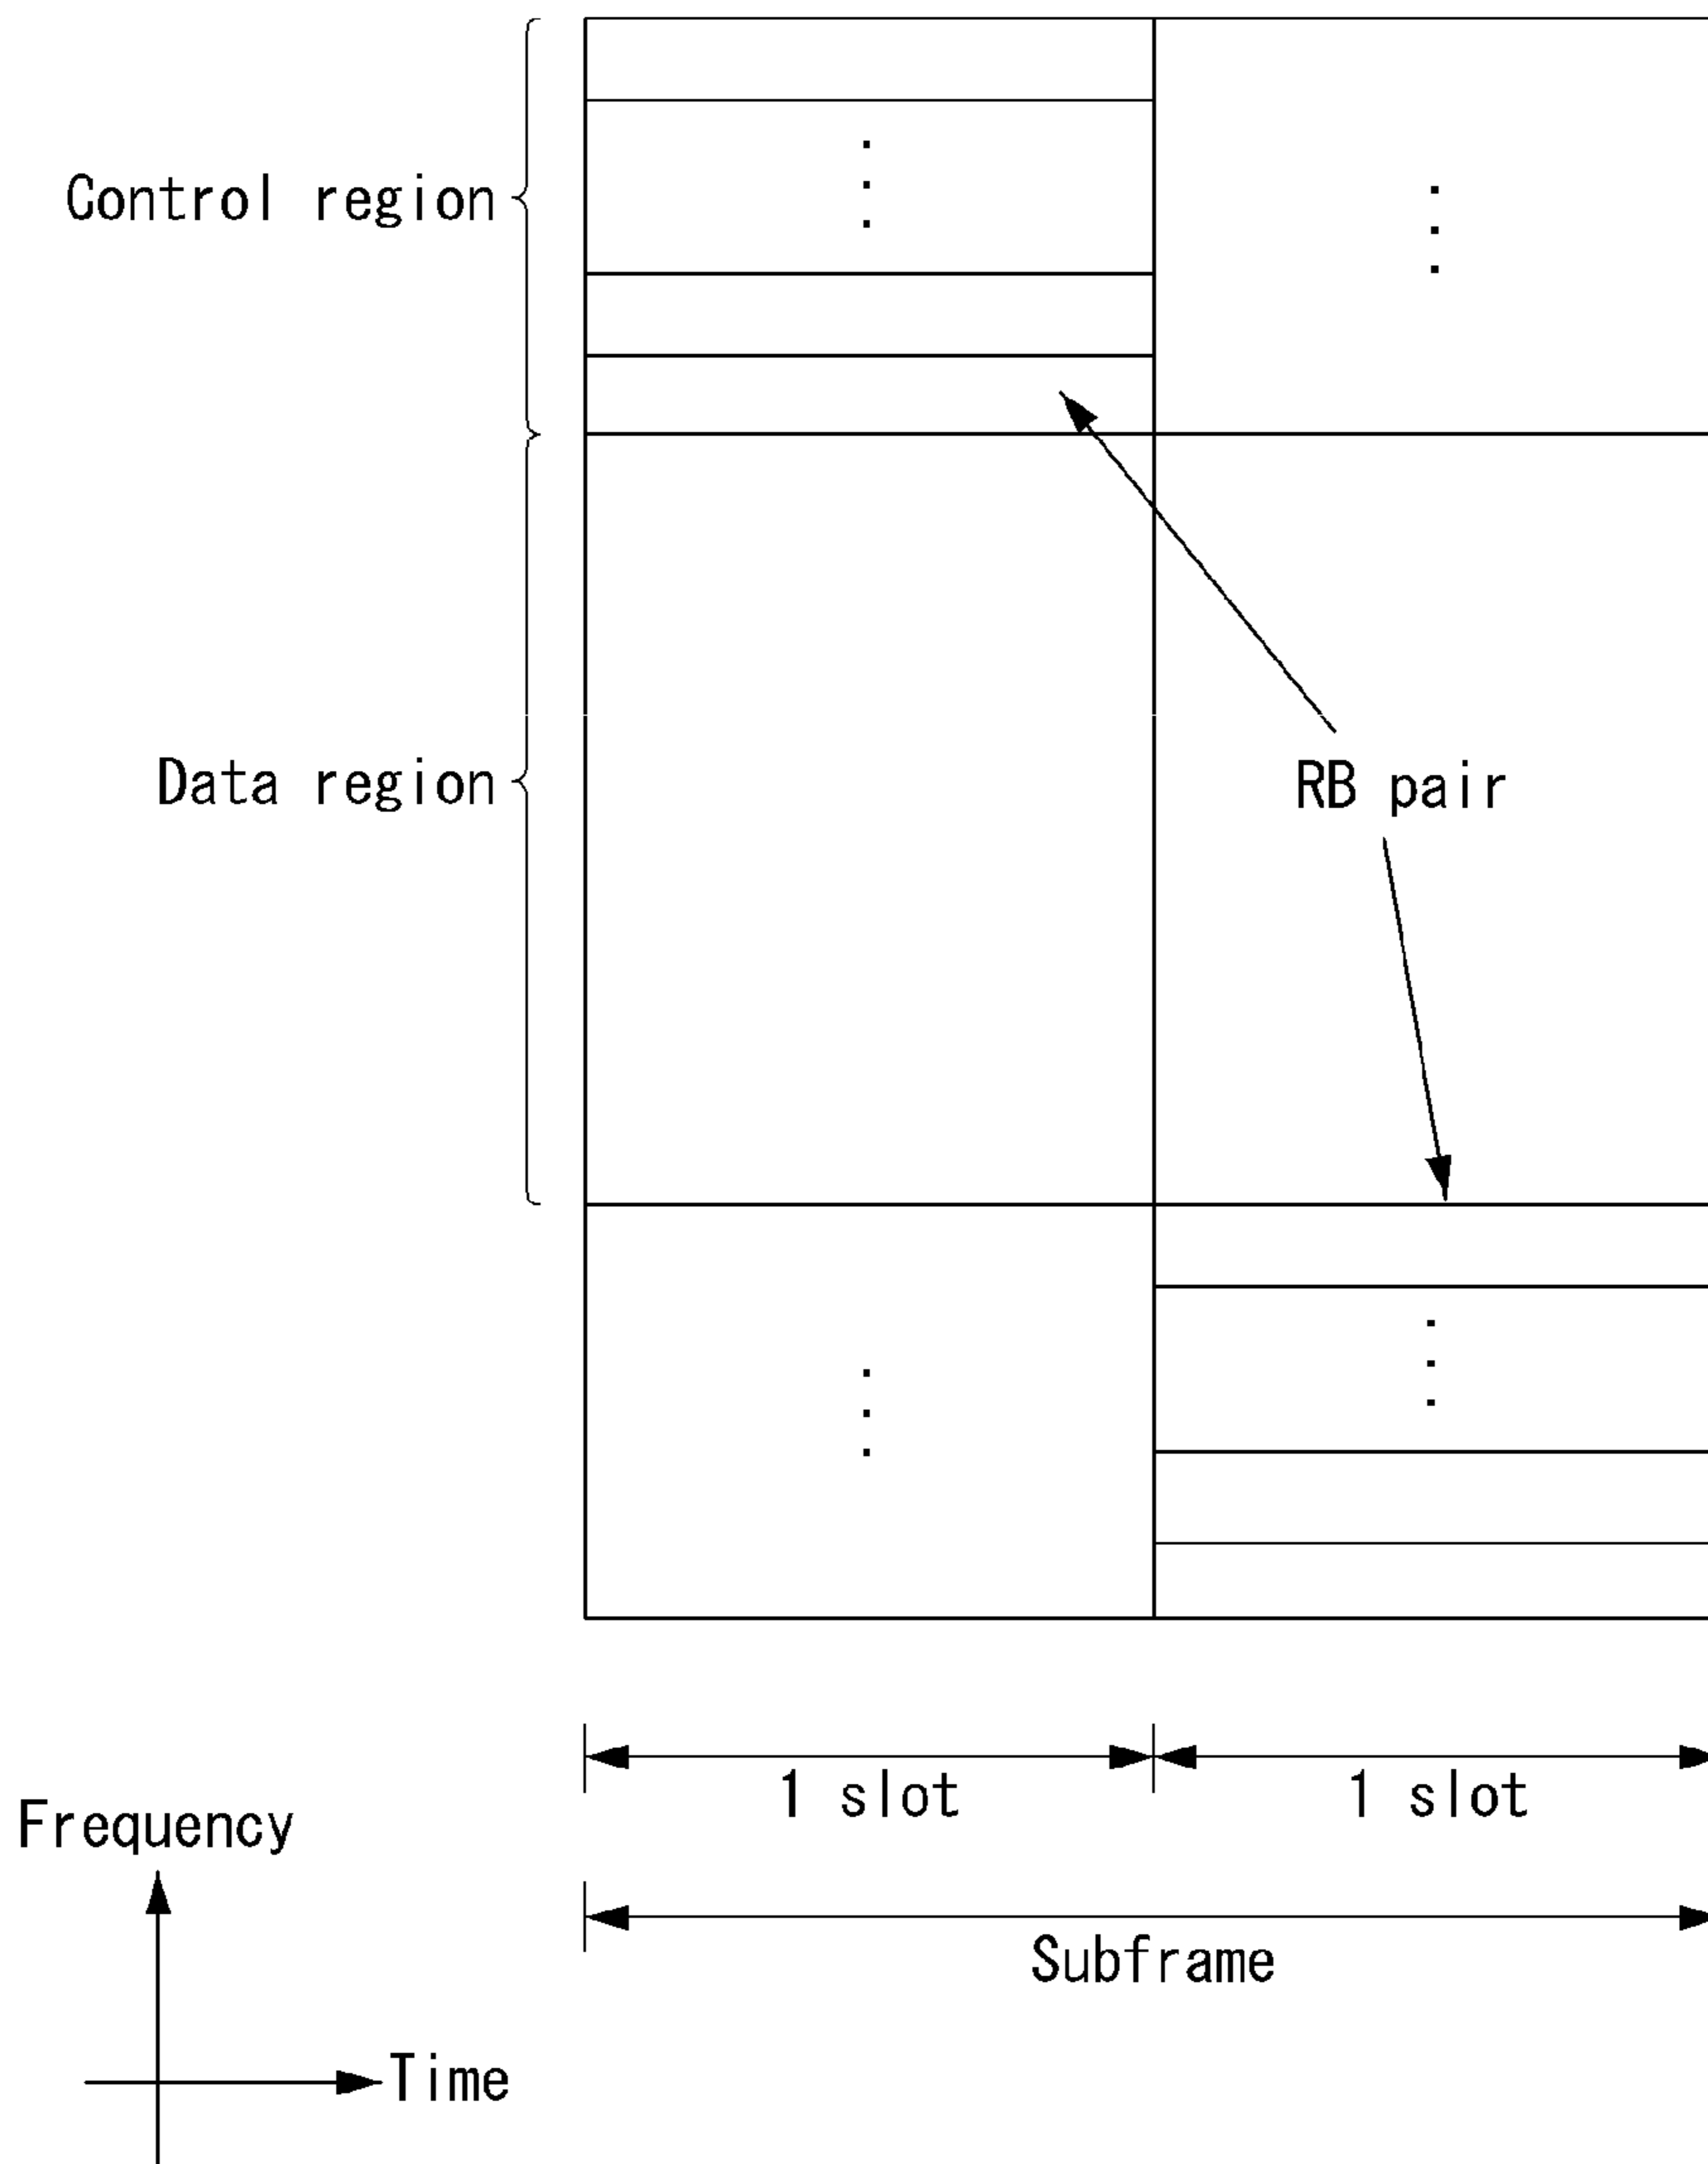 Control region
Data region
RB pair
1 slot
1 slot
Frequency
Subframe
Time